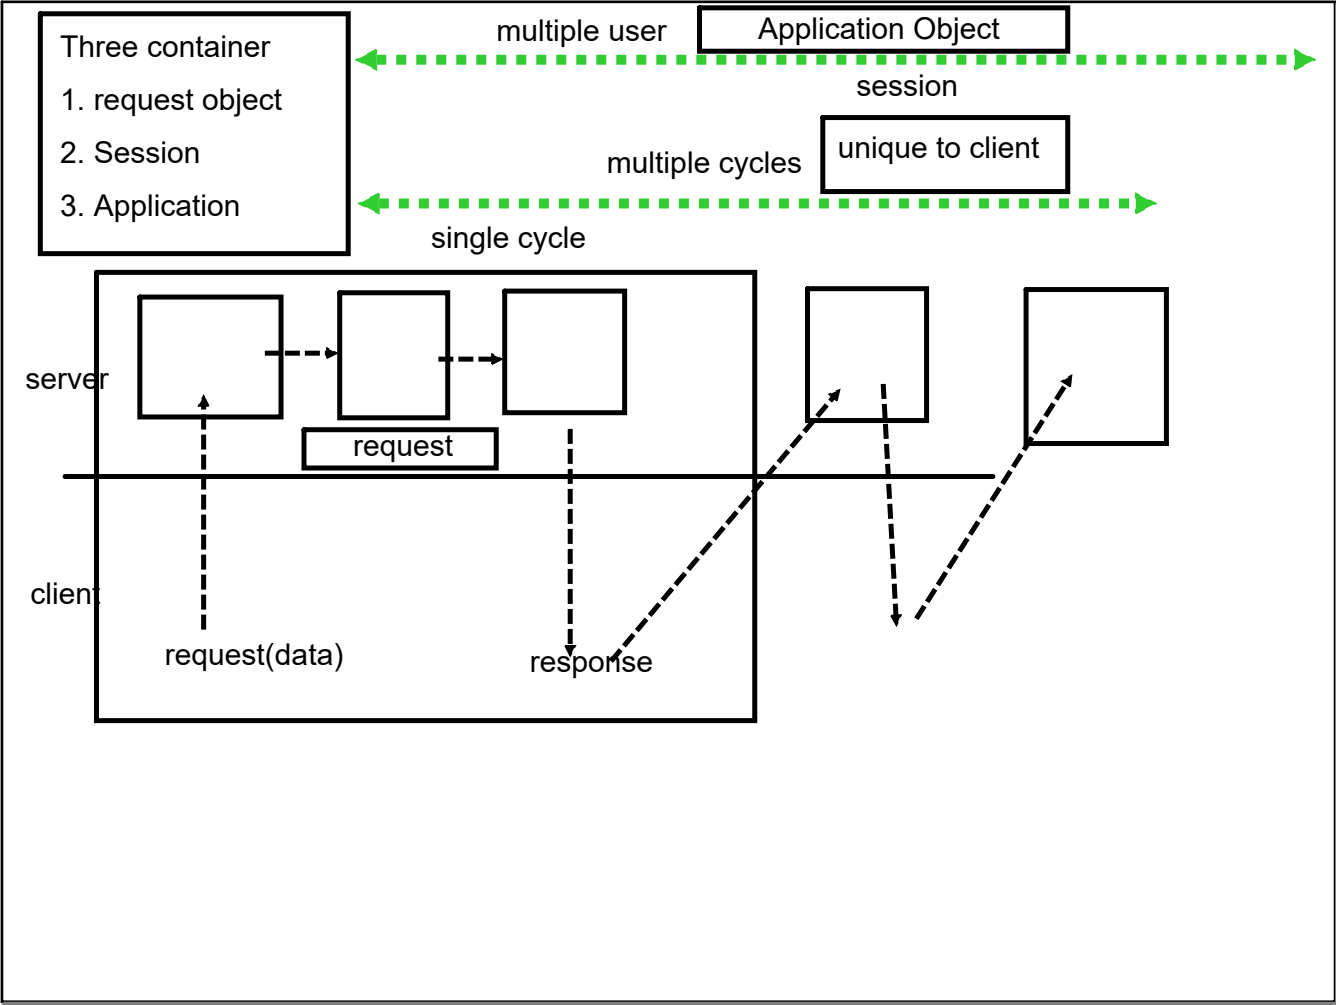 Three container
1. request object
2. Session
3. Application
multiple user
Application Object
session
unique to client
multiple cycles
single cycle
server
request
client
request(data)
response